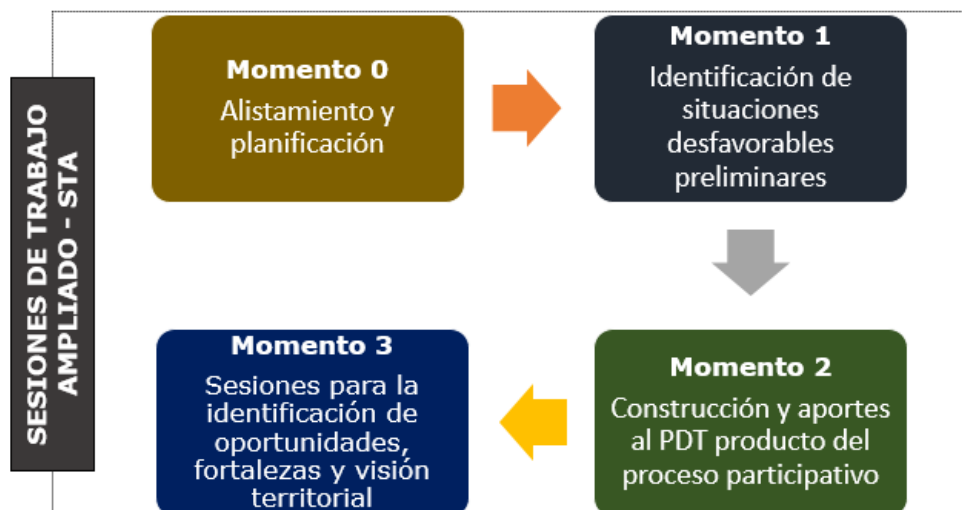 SESIONES DE TRABAJO
AMPLIADO - STA
Momento 0
Alistamiento y
planificación
Momento 1
Identificación de
situaciones
desfavorables
preliminares
Momento 2
Construcción y aportes
al PDT producto del
proceso participativo
Momento 3
Sesiones para la
identificación de
oportunidades,
fortalezas y visión
territorial